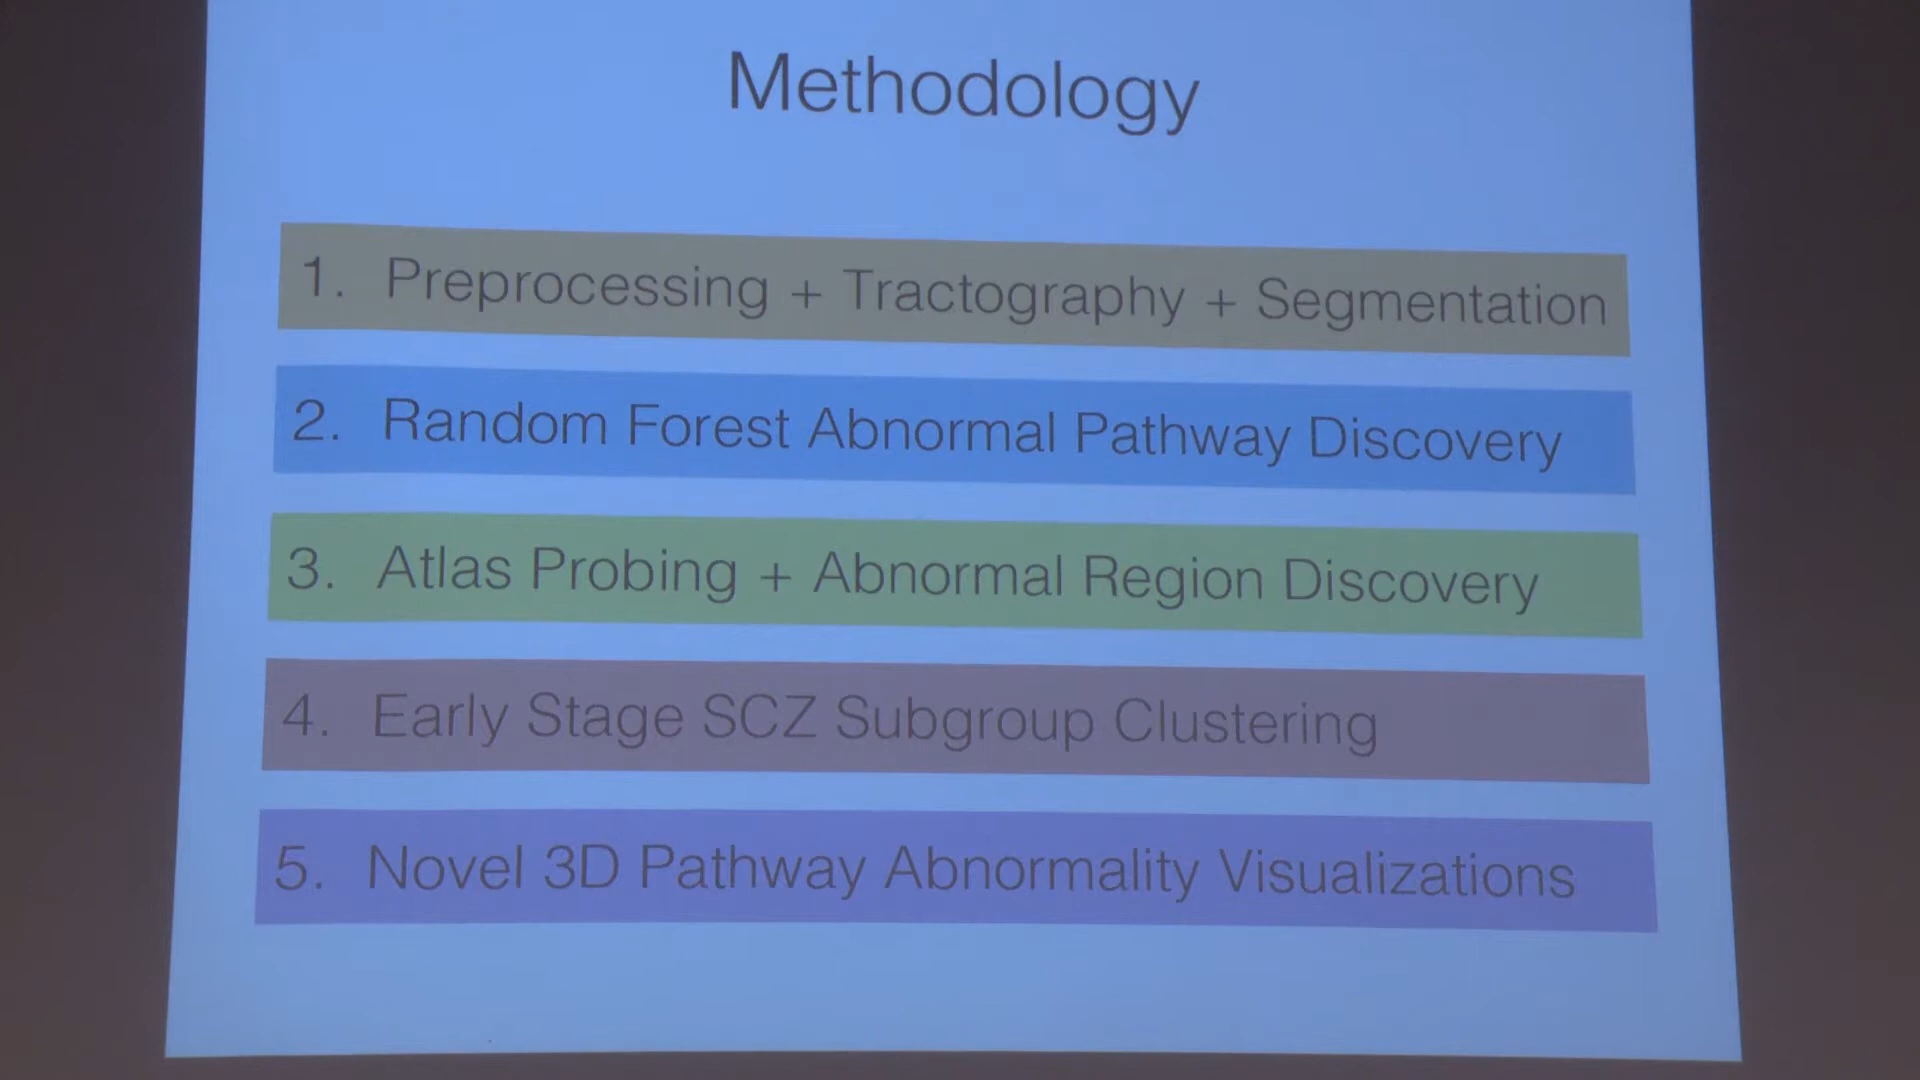 Methodology
1. Preprocessing + Tractography + Segmentation
2. Random Forest Abnormal Pathway Discovery
3. Atlas Probing + Abnormal Region Discovery
4. Early Stage SCZ Subgroup Clustering
5. Novel 3D Pathway Abnormality Visualizations